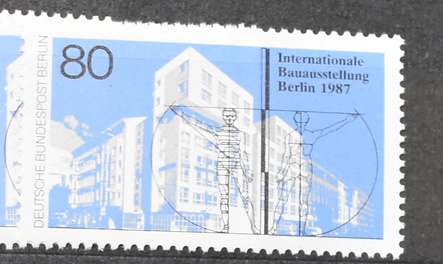 80
Internationale
Bauausstellung
Berlin 1987
DEUTSCHE BUNDESPOST BERLIN